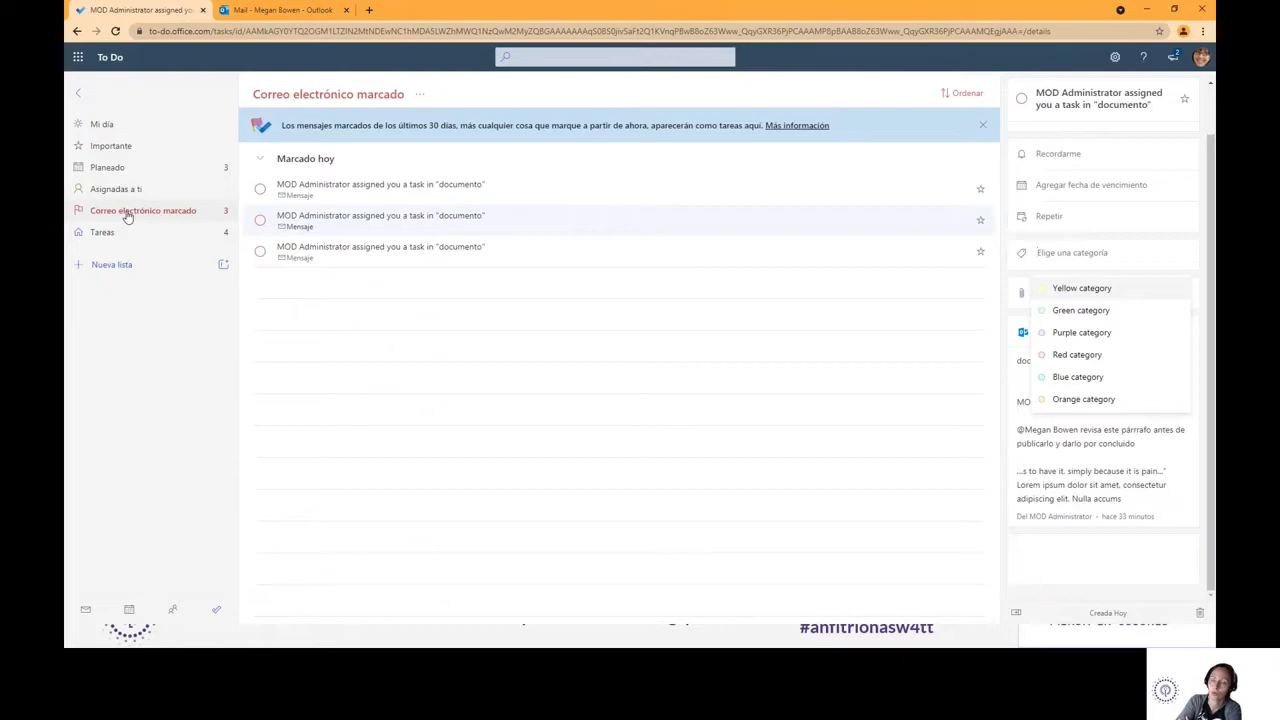 MOD Administrator assigned yo
Mail - Megan Bowen - Outlook
to-do.office.com/tasks/id/
/details
To Do
2
Correo electrónico marcado
Ordenar
Los mensajes marcados de los últimos 30 días, más cualquier cosa que marque a partir de ahora, aparecerán como tareas aquí. Más información
Mi día
Importante
Planeado 3
Asignadas a ti
Correo electrónico marcado 3
Tareas 4
Nueva lista
Marcado hoy
MOD Administrator assigned you a task in "documento"
Mensaje
MOD Administrator assigned you a task in "documento"
Mensaje
MOD Administrator assigned you a task in "documento"
Mensaje
MOD Administrator assigned
you a task in "documento"
Recordarme
Agregar fecha de vencimiento
Repetir
Elige una categoría
Yellow category
Green category
Purple category
Red category
Blue category
Orange category
doc
MO
@Megan Bowen revisa este párrrafo antes de
publicarlo y darlo por concluido
...s to have it, simply because it is pain..."
Lorem ipsum dolor sit amet, consectetur
adipiscing elit. Nulla accums
Del MOD Administrator • hace 33 minutos
Creada Hoy
#anfitrionasw4tt